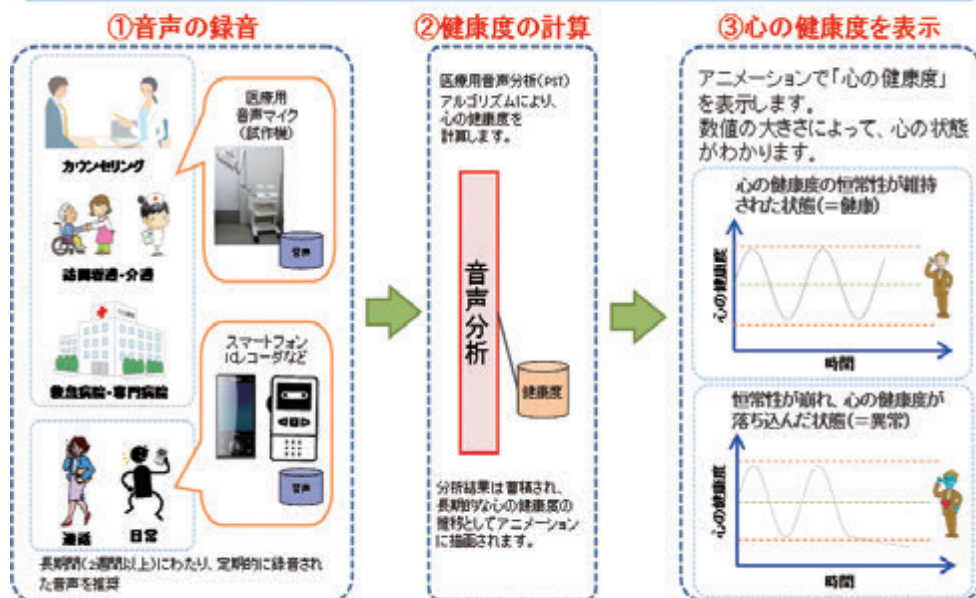 ①音声の録音
カウンセリング
訪問看護・介護
救急病院・専門病院
通話
日常
医療用
音声マイク
(試作機)
音声
スマートフォン
ICレコーダなど
音声
長期間(2週間以上)にわたり、定期的に録音され
た音声を推奨
②健康度の計算
医療用音声分析(PST)
アルゴリズムにより、
心の健康度を
計算します。
音声分析
健康度
分析結果は蓄積され、
長期的な心の健康度の
推移としてアニメーション
に描画されます。
③心の健康度を表示
アニメーションで「心の健康度」
を表示します。
数値の大きさによって、心の状態
がわかります。
心の健康度の恒常性が維持
された状態(=健康)
心の健康度
時間
恒常性が崩れ、心の健康度が
落ち込んだ状態(=異常)
心の健康度
時間